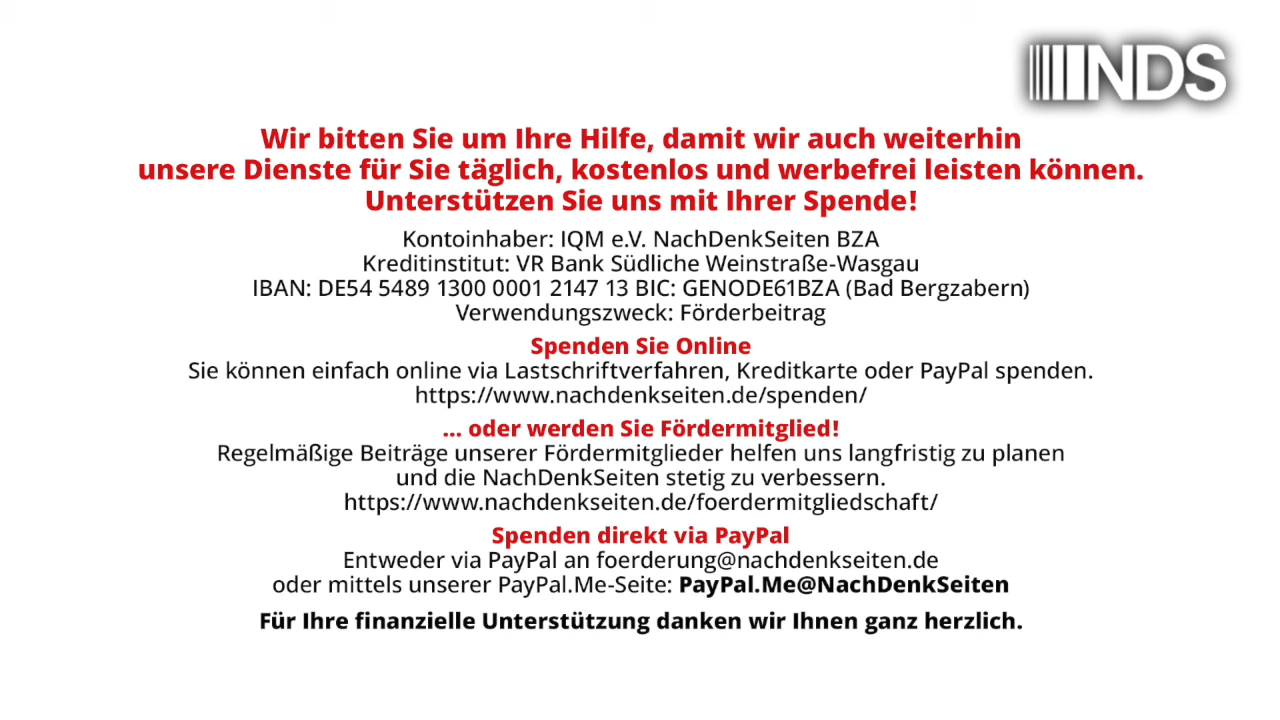 NDS
Wir bitten Sie um Ihre Hilfe, damit wir auch weiterhin
unsere Dienste für Sie täglich, kostenlos und werbefrei leisten können.
Unterstützen Sie uns mit Ihrer Spende!
Kontoinhaber: IQM e.V. NachDenkSeiten BZA
Kreditinstitut: VR Bank Südliche Weinstraße-Wasgau
IBAN: DE54 5489 1300 0001 2147 13 BIC: GENODE61BZA (Bad Bergzabern)
Verwendungszweck: Förderbeitrag
Spenden Sie Online
Sie können einfach online via Lastschriftverfahren, Kreditkarte oder PayPal spenden.
https://www.nachdenkseiten.de/spenden/
... oder werden Sie Fördermitglied!
Regelmäßige Beiträge unserer Fördermitglieder helfen uns langfristig zu planen
und die NachDenkSeiten stetig zu verbessern.
https://www.nachdenkseiten.de/foerdermitgliedschaft/
Spenden direkt via PayPal
Entweder via PayPal an foerderung@nachdenkseiten.de
oder mittels unserer PayPal.Me-Seite: PayPal.Me@NachDenkSeiten
Für Ihre finanzielle Unterstützung danken wir Ihnen ganz herzlich.